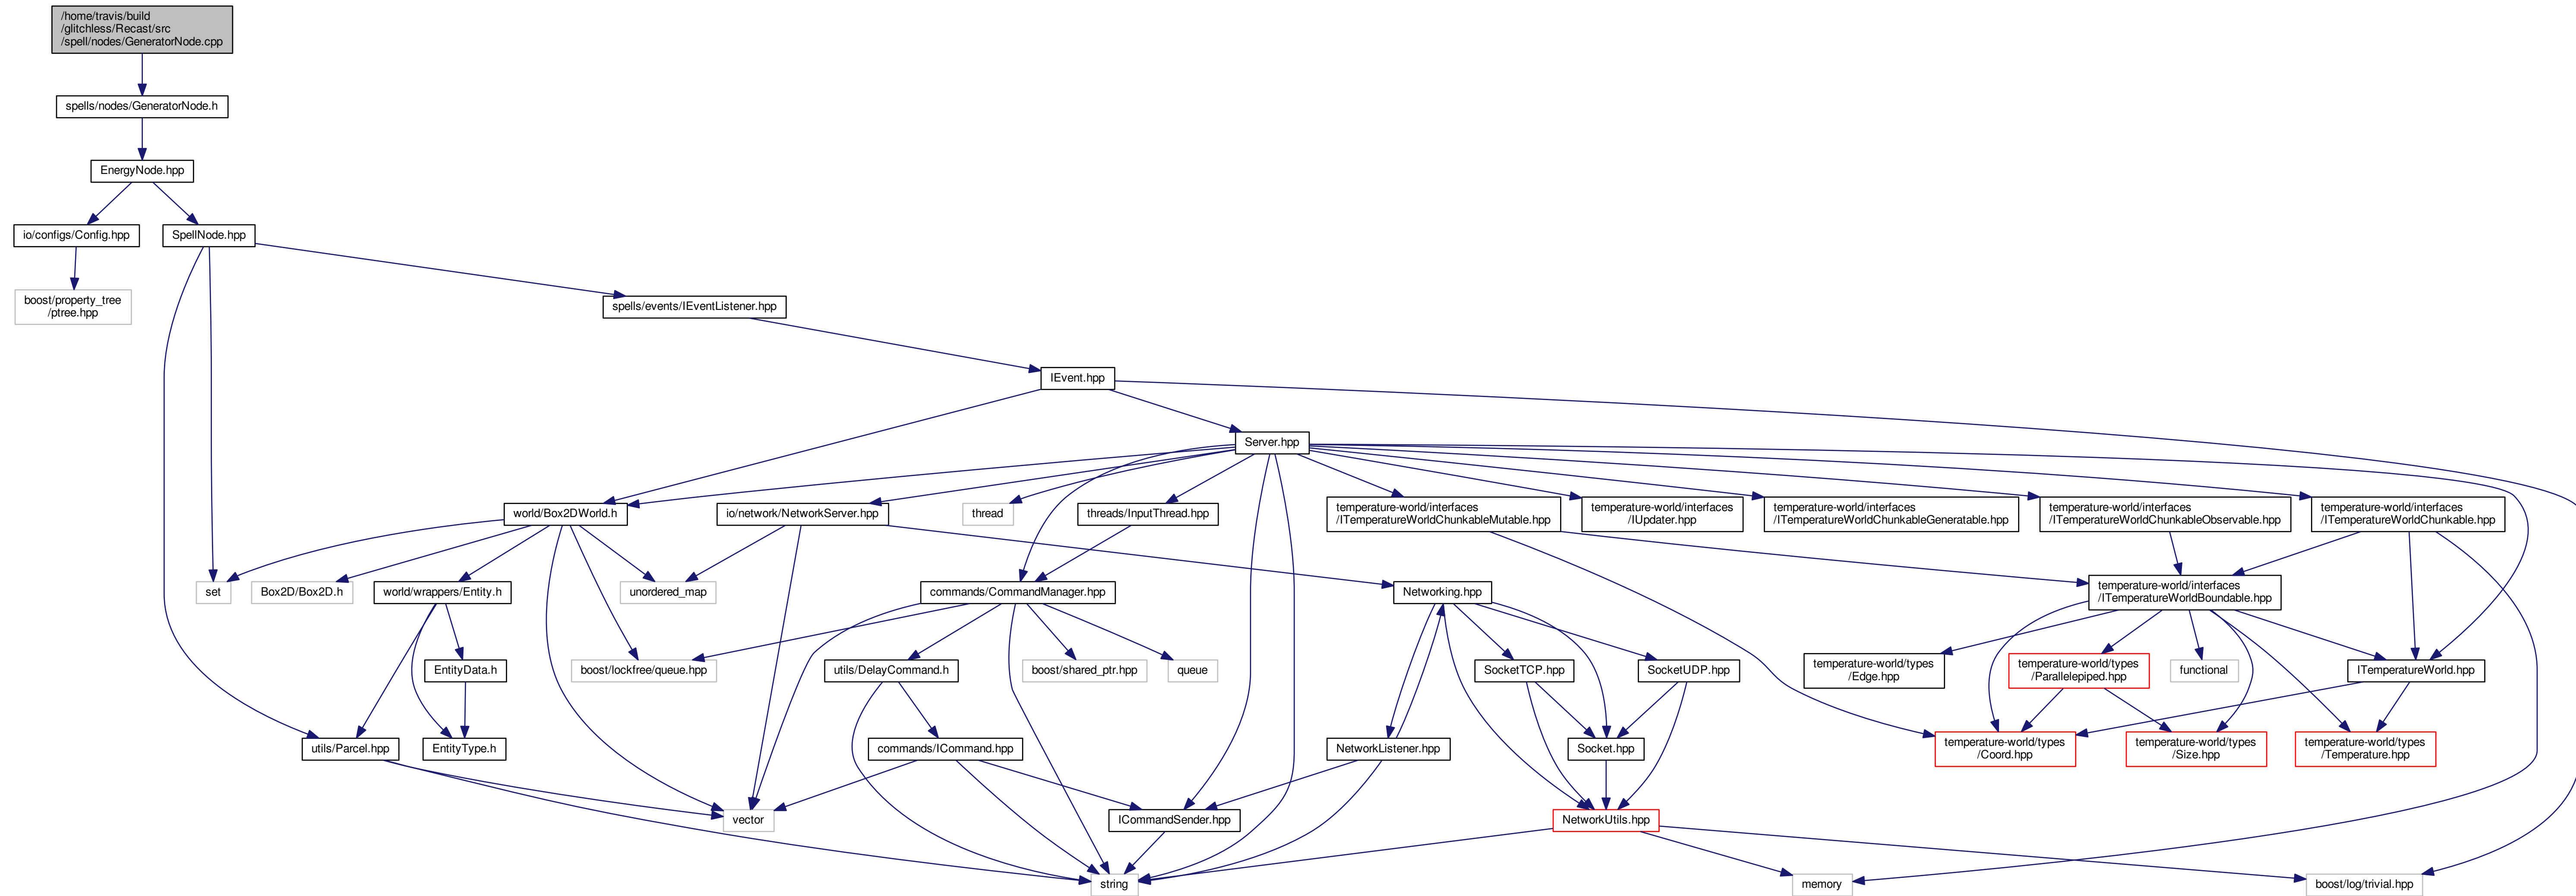 /home/travis/build
/glitchless/Recast/src
/spell/nodes/GeneratorNode.cpp
spells/nodes/GeneratorNode.h
EnergyNode.hpp
io/configs/Config.hpp
SpellNode.hpp
boost/property_tree
/ptree.hpp
spells/events/IEventListener.hpp
IEvent.hpp
Server.hpp
world/Box2DWorld.h
io/network/NetworkServer.hpp
thread
threads/InputThread.hpp
temperature-world/interfaces
/ITemperatureWorldChunkableMutable.hpp
temperature-world/interfaces
/IUpdater.hpp
temperature-world/interfaces
/ITemperatureWorldChunkableGeneratable.hpp
temperature-world/interfaces
/ITemperatureWorldChunkableObservable.hpp
temperature-world/interfaces
/ITemperatureWorldChunkable.hpp
set
Box2D/Box2D.h
world/wrappers/Entity.h
unordered_map
commands/CommandManager.hpp
Networking.hpp
temperature-world/interfaces
/ITemperatureWorldBoundable.hpp
EntityData.h
boost/lockfree/queue.hpp
utils/DelayCommand.h
boost/shared_ptr.hpp
queue
SocketTCP.hpp
SocketUDP.hpp
temperature-world/types
/Edge.hpp
temperature-world/types
/Parallelepiped.hpp
functional
ITemperatureWorld.hpp
utils/Parcel.hpp
EntityType.h
commands/ICommand.hpp
NetworkListener.hpp
Socket.hpp
temperature-world/types
/Coord.hpp
temperature-world/types
/Size.hpp
temperature-world/types
/Temperature.hpp
vector
ICommandSender.hpp
NetworkUtils.hpp
string
memory
boost/log/trivial.hpp